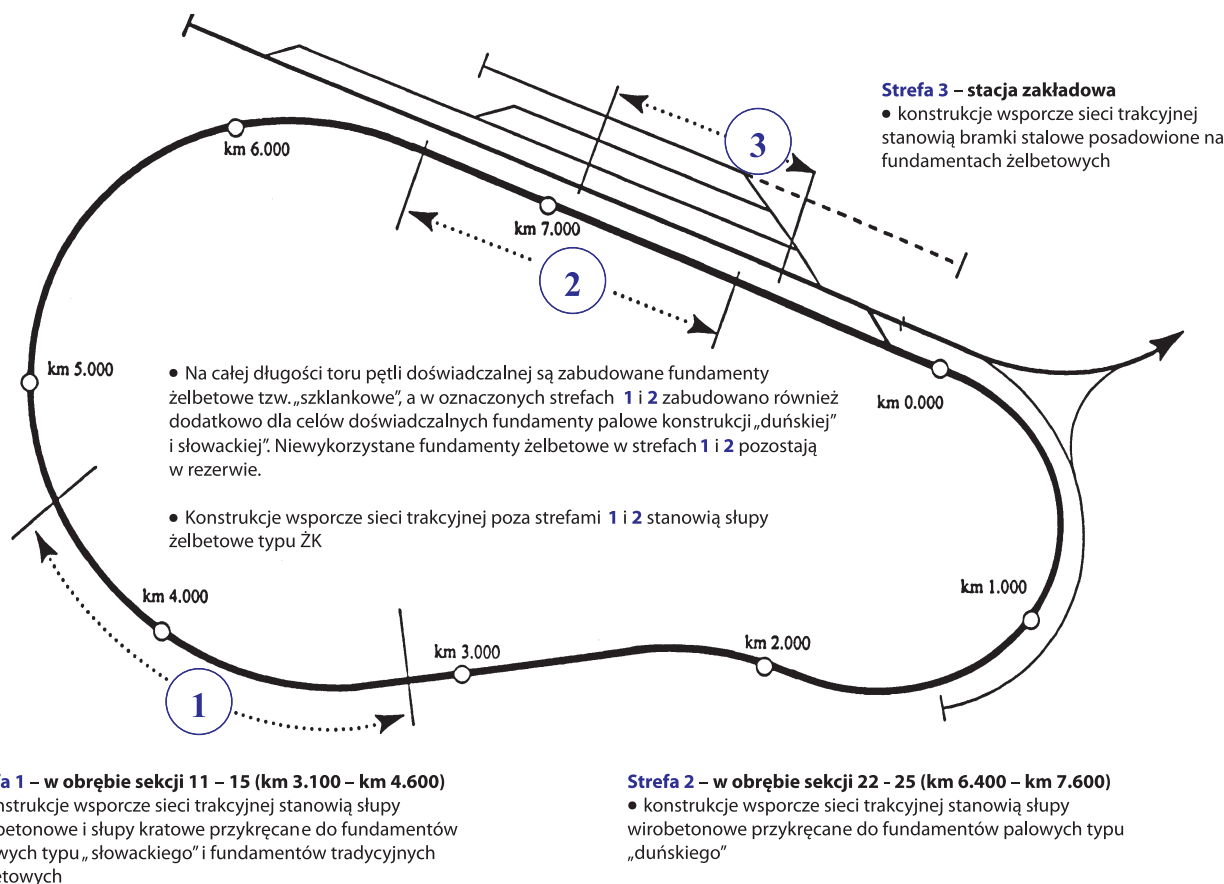 Strefa 3 – stacja zakładowa
● konstrukcje wsporcze sieci trakcyjnej
stanowią bramki stalowe posadowione na
fundamentach żelbetowych
3
km 6.000
km 7.000
2
km 5.000
km 0.000
● Na całej długości toru pętli doświadczalnej są zabudowane fundamenty
żelbetowe tzw. „szklankowe”, a w oznaczonych strefach 1 i 2 zabudowano również
dodatkowo dla celów doświadczalnych fundamenty palowe konstrukcji „duńskiej”
i słowackiej”. Niewykorzystane fundamenty żelbetowe w strefach 1 i 2 pozostają
w rezerwie.
● Konstrukcje wsporcze sieci trakcyjnej poza strefami 1 i 2 stanowią słupy
żelbetowe typu ŻK
km 4.000
km 3.000
km 2.000
km 1.000
1
fa 1 – w obrębie sekcji 11 – 15 (km 3.100 – km 4.600)
nstrukcje wsporcze sieci trakcyjnej stanowią słupy
betonowe i słupy kratowe przykręcane do fundamentów
wych typu „słowackiego” i fundamentów tradycyjnych
etowych
Strefa 2 – w obrębie sekcji 22 - 25 (km 6.400 – km 7.600)
● konstrukcje wsporcze sieci trakcyjnej stanowią słupy
wirobetonowe przykręcane do fundamentów palowych typu
„duńskiego”